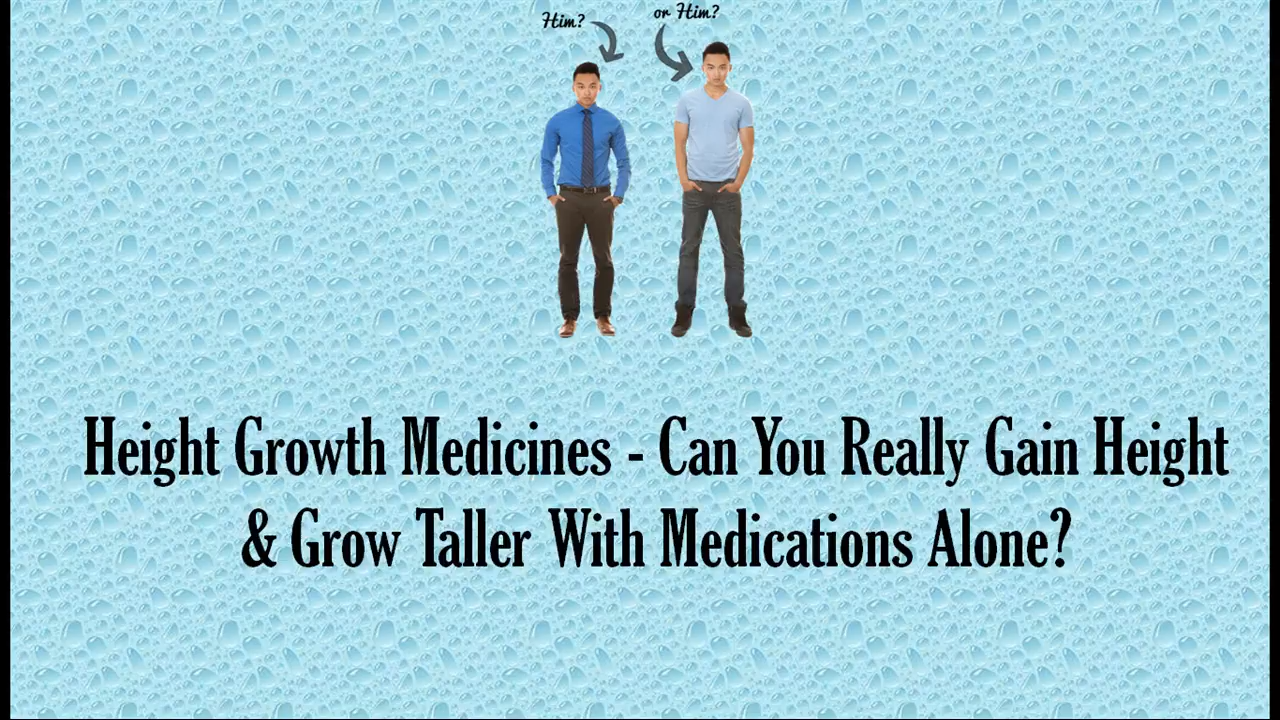 Him?
or Him?
Height Growth Medicines - Can You Really Gain Height
& Grow Taller With Medications Alone?